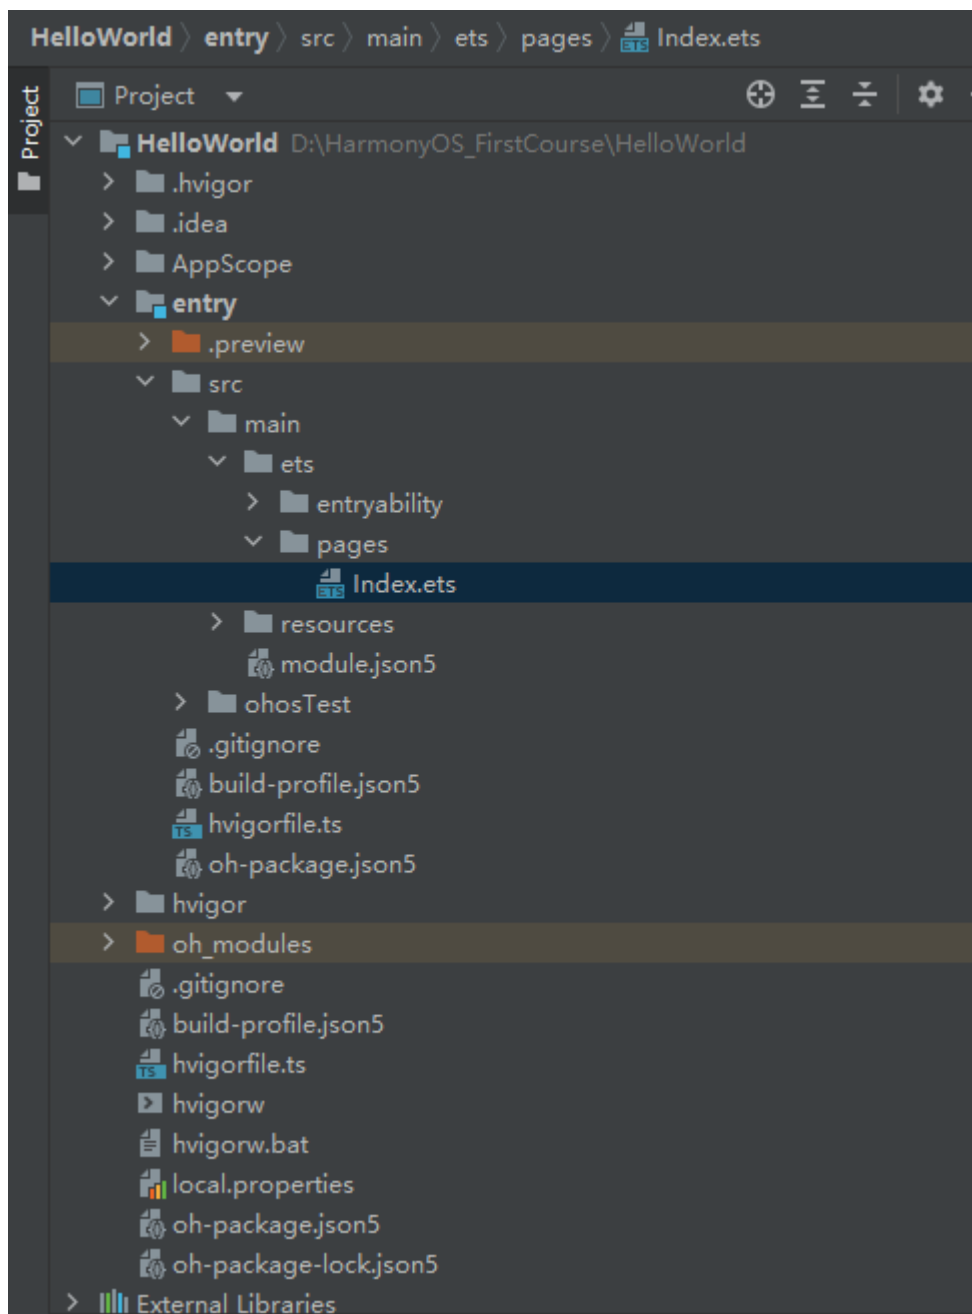 HelloWorld 〉 entry 〉 src 〉 main 〉 ets 〉 pages 〉 Index.ets
Project
Project
HelloWorld D:\HarmonyOS_FirstCourse\HelloWorld
.hvigor
.idea
AppScope
entry
.preview
src
main
ets
entryability
pages
Index.ets
resources
module.json5
ohosTest
.gitignore
build-profile.json5
hvigorfile.ts
oh-package.json5
hvigor
oh_modules
.gitignore
build-profile.json5
hvigorfile.ts
hvigorw
hvigorw.bat
local.properties
oh-package.json5
oh-package-lock.json5
External Libraries